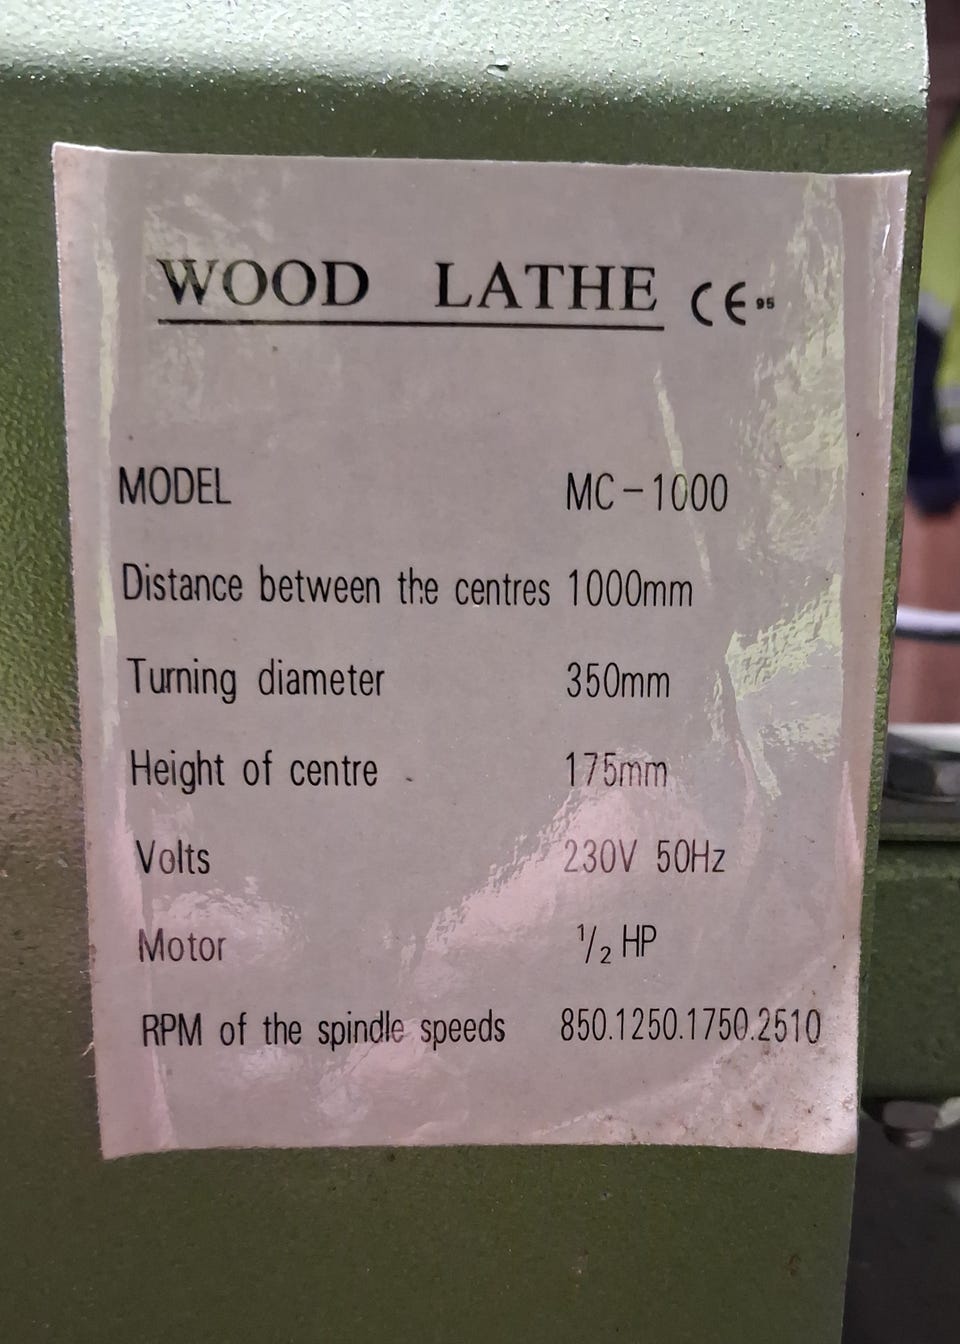 WOOD LATHE CE 95
MODEL MC-1000
Distance between the centres 1000mm
Turning diameter 350mm
Height of centre 175mm
Volts 230V 50Hz
Motor 1/2 HP
RPM of the spindle speeds 850.1250.1750.2510